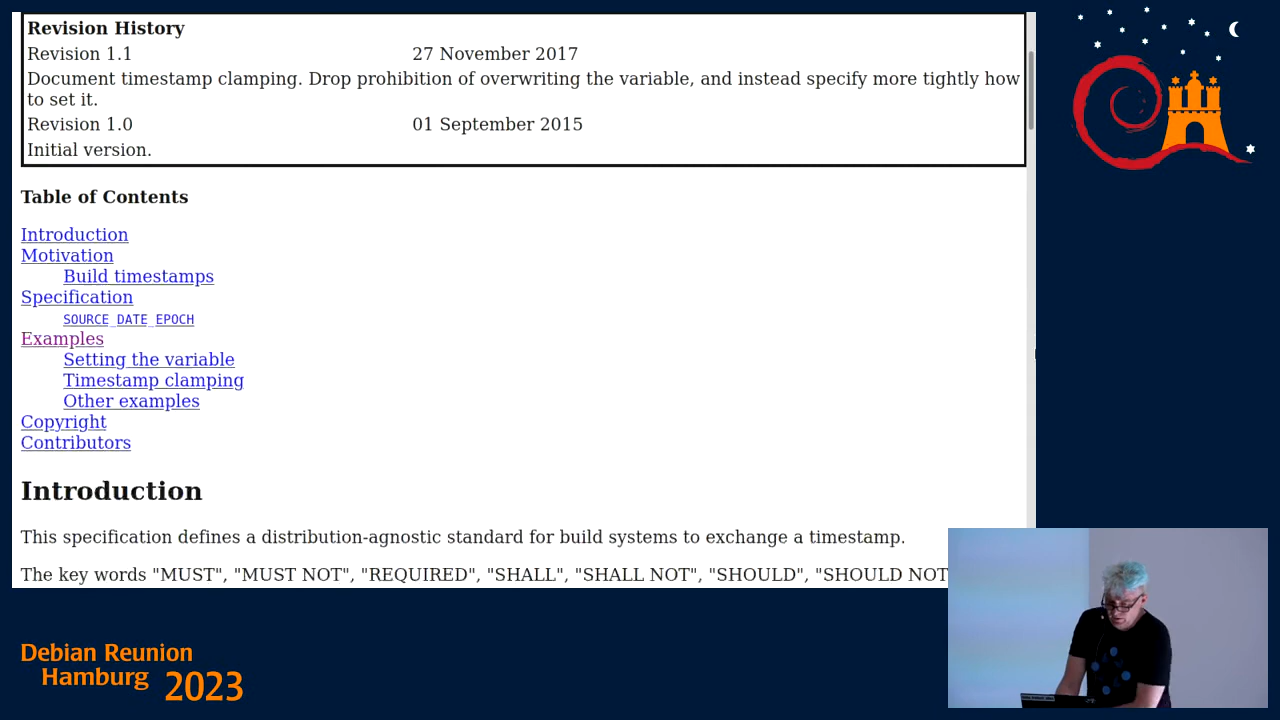 Revision History
Revision 1.1 27 November 2017
Document timestamp clamping. Drop prohibition of overwriting the variable, and instead specify more tightly how
to set it.
Revision 1.0 01 September 2015
Initial version.
Table of Contents
Introduction
Motivation
Build timestamps
Specification
SOURCE_DATE_EPOCH
Examples
Setting the variable
Timestamp clamping
Other examples
Copyright
Contributors
Introduction
This specification defines a distribution-agnostic standard for build systems to exchange a timestamp.
The key words "MUST", "MUST NOT", "REQUIRED", "SHALL", "SHALL NOT", "SHOULD", "SHOULD NOT
Debian Reunion
Hamburg 2023